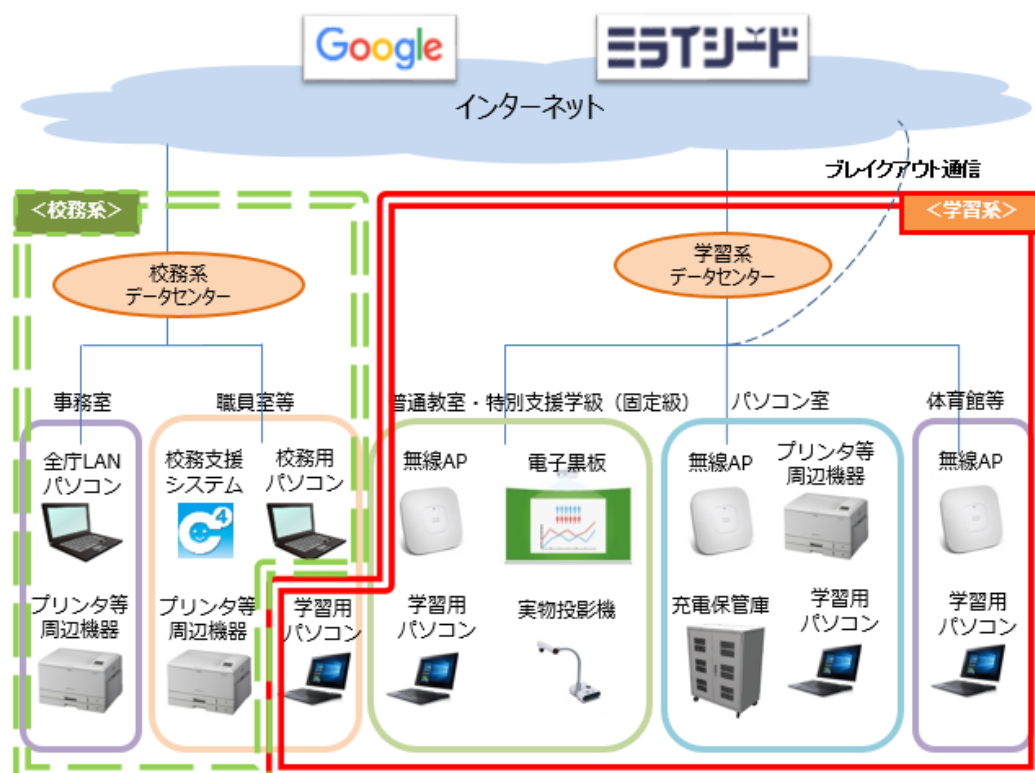 Google
ミライシード
インターネット
ブレイクアウト通信
＜校務系＞
＜学習系＞
校務系
データセンター
学習系
データセンター
事務室
職員室等
普通教室・特別支援学級（固定級）
パソコン室
体育館等
全庁LAN
パソコン
校務支援
システム
C4
校務用
パソコン
無線AP
電子黒板
無線AP
プリンタ等
周辺機器
無線AP
プリンタ等
周辺機器
プリンタ等
周辺機器
学習用
パソコン
学習用
パソコン
実物投影機
充電保管庫
学習用
パソコン
学習用
パソコン